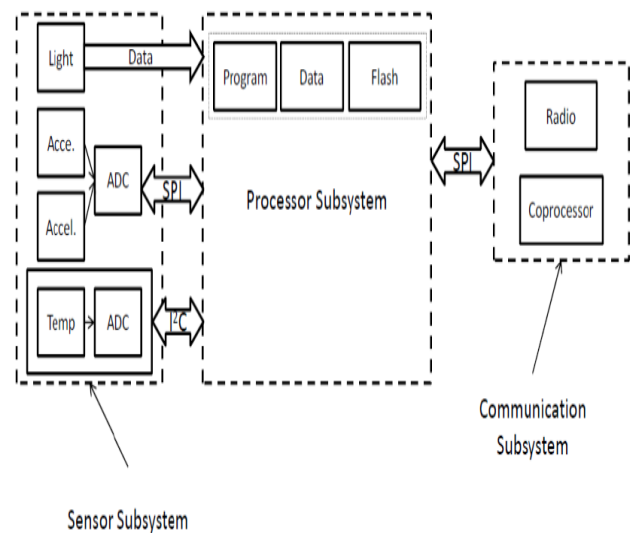 Light
Data
Acce.
Accel.
ADC
SPI
Temp
ADC
I²C
Sensor Subsystem
Program
Data
Flash
Processor Subsystem
SPI
Radio
Coprocessor
Communication
Subsystem